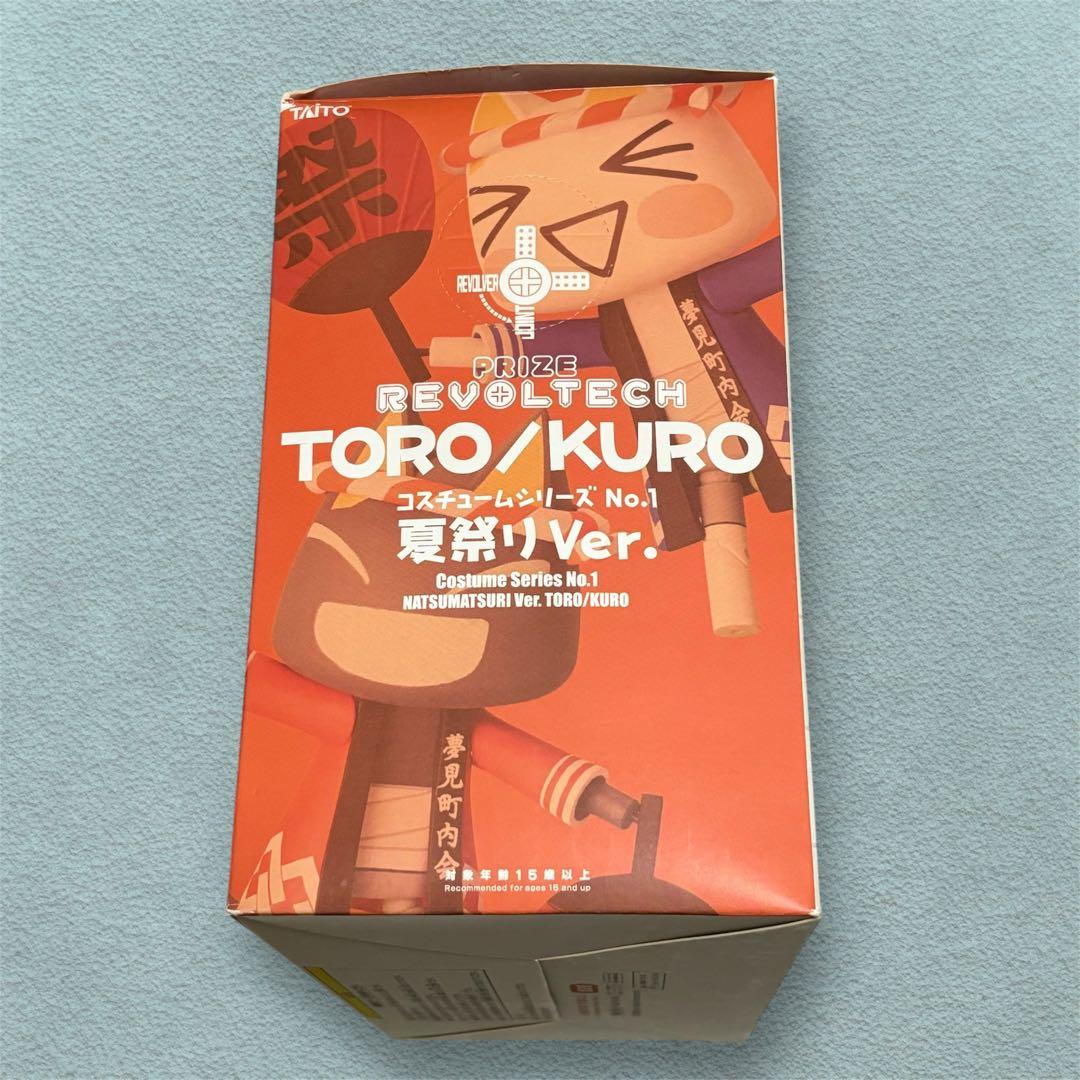 TAITO
祭
REVOLVER
JOINT
夢見町内会
PRIZE
REVOLTECH
TORO/KURO
コスチュームシリーズ No.1
夏祭りVer.
Costume Series No.1
NATSUMATSURI Ver. TORO/KURO
夢見町内会
対象年齢15歳以上
Recommended for ages 15 and up